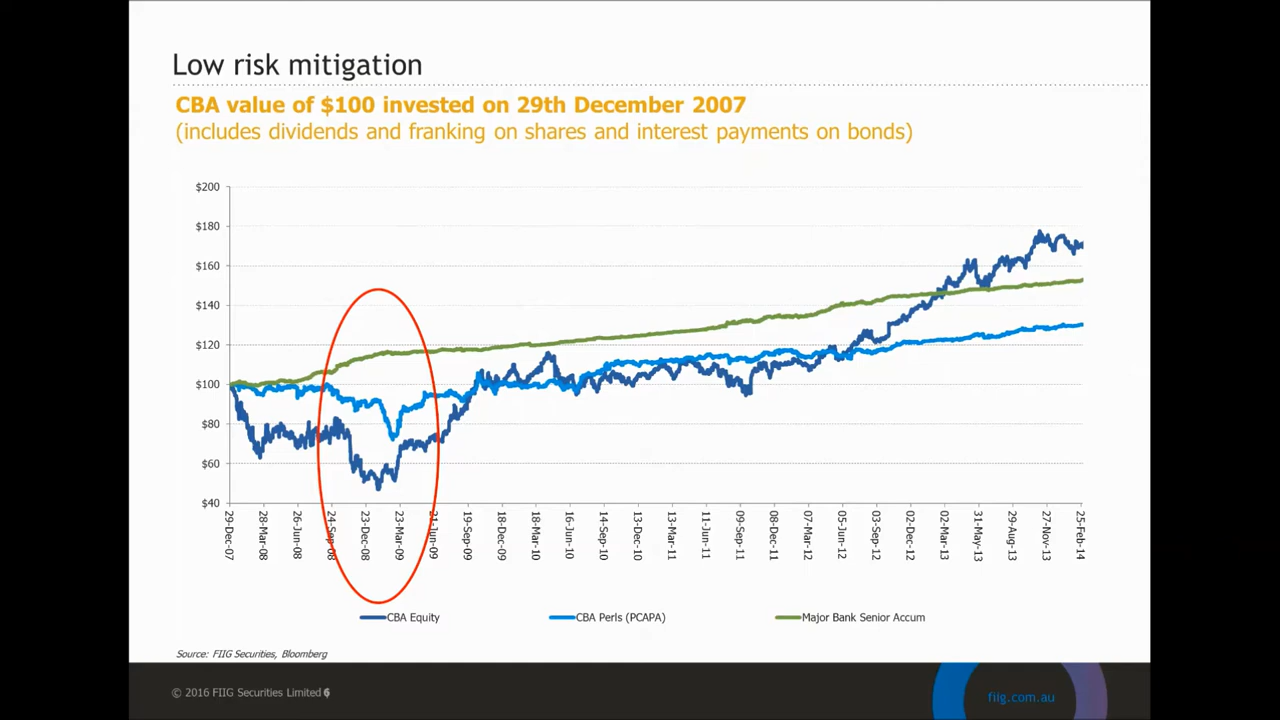 Low risk mitigation
CBA value of $100 invested on 29th December 2007
(includes dividends and franking on shares and interest payments on bonds)
$200
$180
$160
$140
$120
$100
$80
$60
$40
29-Dec-07
28-Mar-08
26-Jun-08
24-Sep-08
23-Dec-08
23-Mar-09
21-Jun-09
19-Sep-09
18-Dec-09
18-Mar-10
16-Jun-10
14-Sep-10
13-Dec-10
13-Mar-11
11-Jun-11
09-Sep-11
08-Dec-11
07-Mar-12
05-Jun-12
03-Sep-12
02-Dec-12
02-Mar-13
31-May-13
29-Aug-13
27-Nov-13
25-Feb-14
CBA Equity
CBA Perls (PCAPA)
Major Bank Senior Accum
Source: FIIG Securities, Bloomberg
© 2016 FIIG Securities Limited 6
fiig.com.au